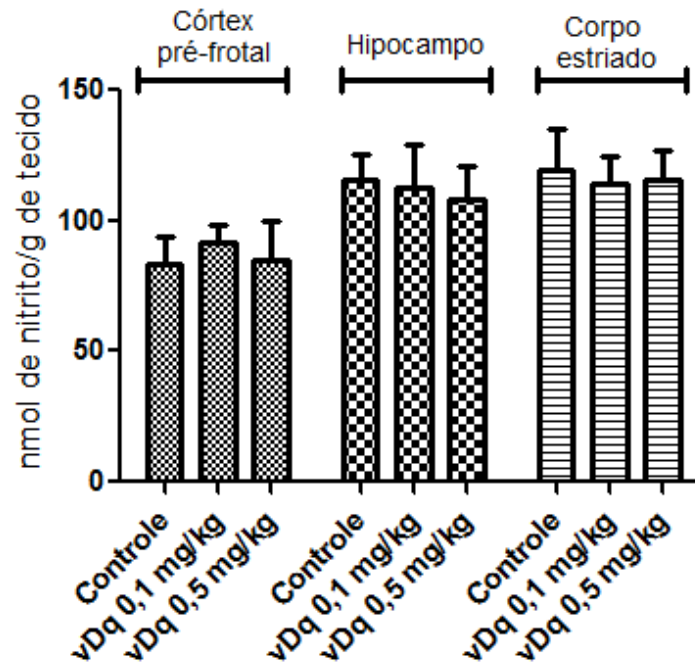 Córtex
pré-frotal
Hipocampo
Corpo
estriado
nmol de nitrito/g de tecido
150
100
50
0
Controle
vDq 0,1 mg/kg
vDq 0,5 mg/kg
Controle
vDq 0,1 mg/kg
vDq 0,5 mg/kg
Controle
vDq 0,1 mg/kg
vDq 0,5 mg/kg